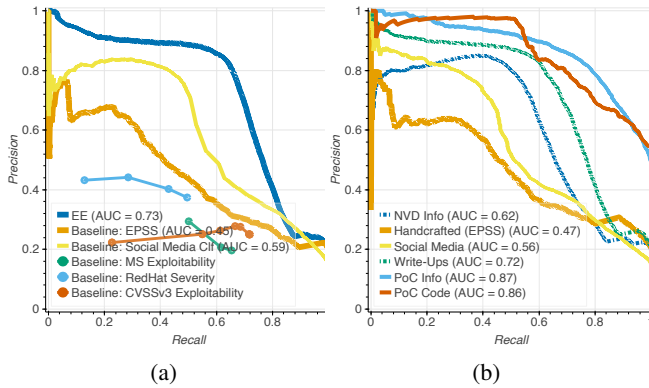 1
0.8
0.6
0.4
0.2
0
Precision
EE (AUC = 0.73)
Baseline: EPSS (AUC = 0.45)
Baseline: Social Media Clf (AUC = 0.59)
Baseline: MS Exploitability
Baseline: RedHat Severity
Baseline: CVSSv3 Exploitability
0 0.2 0.4 0.6 0.8
Recall
(a)
1
0.8
0.6
0.4
0.2
0
Precision
NVD Info (AUC = 0.62)
Handcrafted (EPSS) (AUC = 0.47)
Social Media (AUC = 0.56)
Write-Ups (AUC = 0.72)
PoC Info (AUC = 0.87)
PoC Code (AUC = 0.86)
0 0.2 0.4 0.6 0.8
Recall
(b)